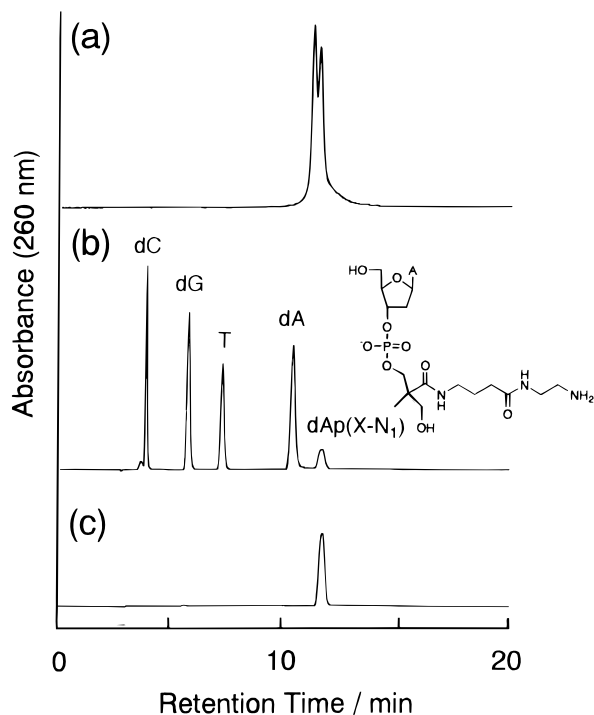 (a)
(b)
dC
dG
T
dA
dAp(X-N₁)
HO
O
A
O
⁻O-P=O
O
O
N
H
OH
O
H
N
NH₂
(c)
0
10
20
Retention Time / min
Absorbance (260 nm)